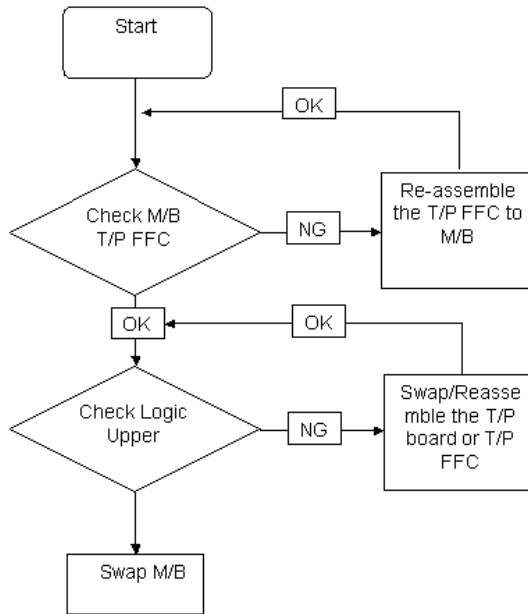 Start
OK
Check M/B
T/P FFC
NG
Re-assemble
the T/P FFC to
M/B
OK
OK
Check Logic
Upper
NG
Swap/Reasse
mble the T/P
board or T/P
FFC
Swap M/B